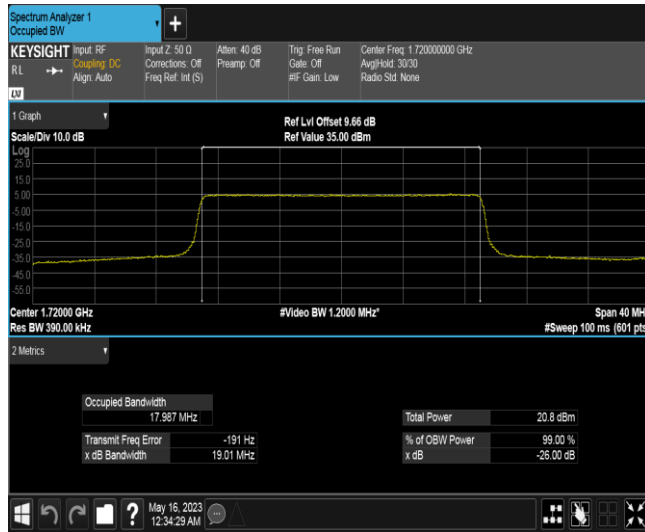 Spectrum Analyzer 1
Occupied BW
+
KEYSIGHT
RL
LXI
Input: RF
Coupling: DC
Align: Auto
Input Z: 50 Ω
Corrections: Off
Freq Ref: Int (S)
Atten: 40 dB
Preamp: Off
Trig: Free Run
Gate: Off
#IF Gain: Low
Center Freq: 1.720000000 GHz
Avg|Hold: 30/30
Radio Std: None
1 Graph
Scale/Div 10.0 dB
Ref Lvl Offset 9.66 dB
Ref Value 35.00 dBm
Log
25.0
15.0
5.00
-5.00
-15.0
-25.0
-35.0
-45.0
-55.0
Center 1.72000 GHz
Res BW 390.00 kHz
#Video BW 1.2000 MHz*
Span 40 MH
#Sweep 100 ms (601 pts
2 Metrics
Occupied Bandwidth
17.987 MHz
Transmit Freq Error -191 Hz
x dB Bandwidth 19.01 MHz
Total Power 20.8 dBm
% of OBW Power 99.00 %
x dB -26.00 dB
?
May 16, 2023
12:34:29 AM